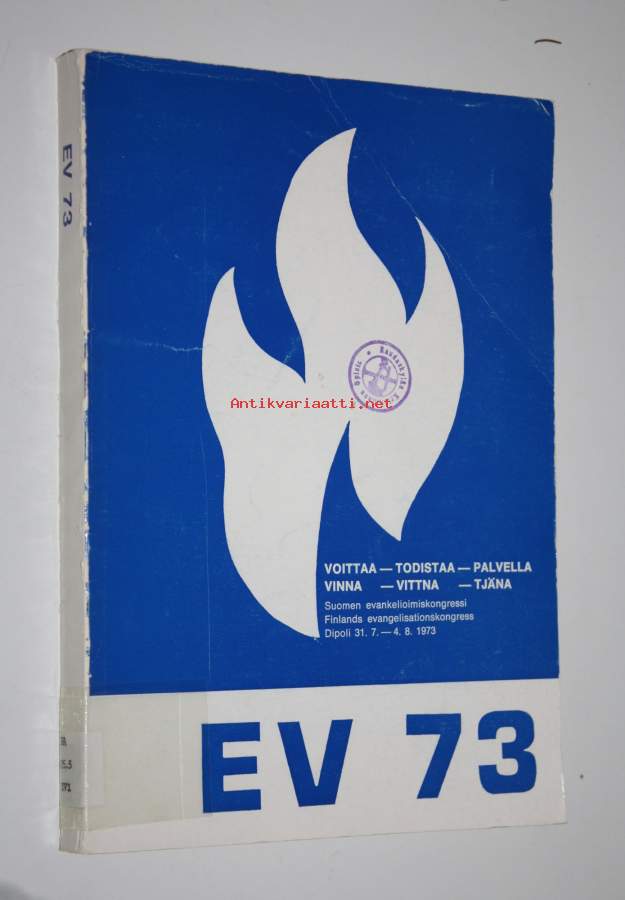 EV 73
Antikvariaatti.net
VOITTAA — TODISTAA — PALVELLA
VINNA — VITTNA — TJÄNA
Suomen evankelioimiskongressi
Finlands evangelisationskongress
Dipoli 31. 7. — 4. 8. 1973
EV 73